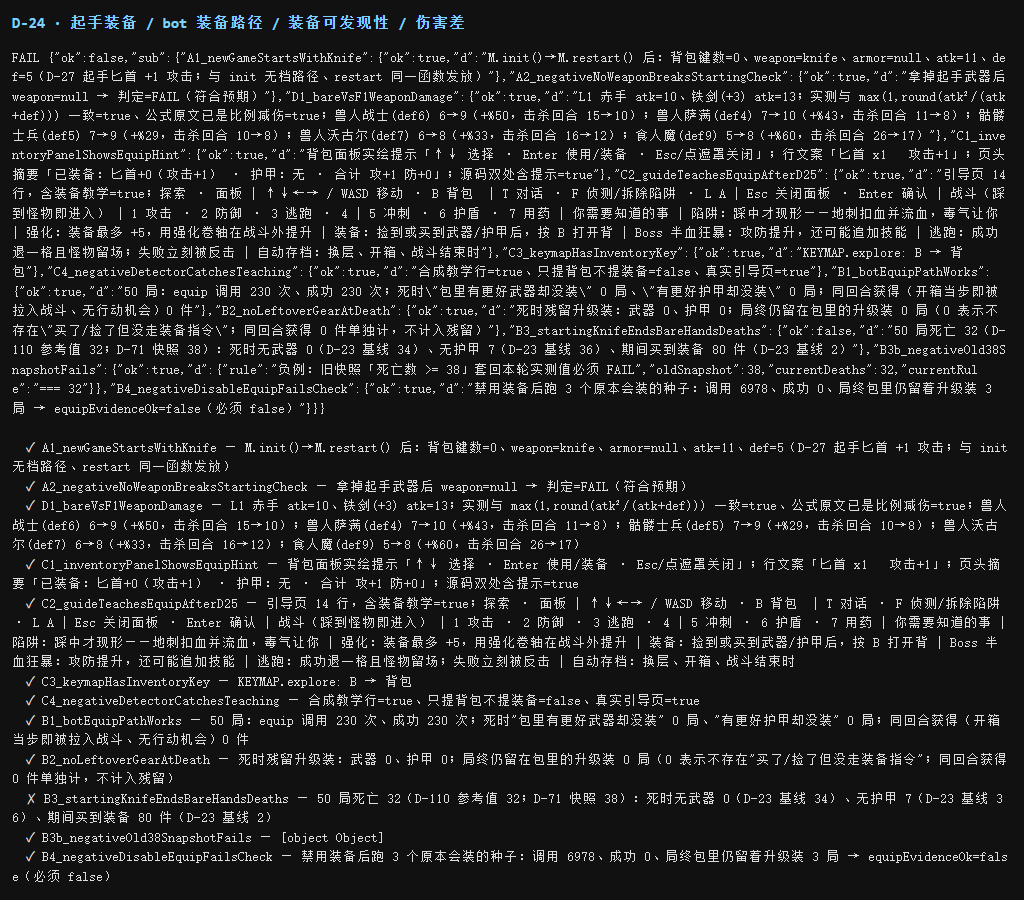 D-24 · 起手装备 / bot 装备路径 / 装备可发现性 / 伤害差
FAIL {"ok":false,"sub":{"A1_newGameStartsWithKnife":{"ok":true,"d":"M.init()→M.restart() 后: 背包键数=0、weapon=knife、armor=null、atk=11、de
f=5（D-27 起手匕首 +1 攻击；与 init 无档路径、restart 同一函数发放）"},"A2_negativeNoWeaponBreaksStartingCheck":{"ok":true,"d":"拿掉起手武器后
weapon=null → 判定=FAIL（符合预期）"},"D1_bareVsF1WeaponDamage":{"ok":true,"d":"L1 赤手 atk=10、铁剑(+3) atk=13；实测与 max(1,round(atk²/(atk
+def))) 一致=true、公式原文已是比例减伤=true；兽人战士(def6) 6→9（+%50，击杀回合 15→10）；兽人萨满(def4) 7→10（+%43，击杀回合 11→8）；骷髅
士兵(def5) 7→9（+%29，击杀回合 10→8）；兽人沃古尔(def7) 6→8（+%33，击杀回合 16→12）；食人魔(def9) 5→8（+%60，击杀回合 26→17）"},"C1_inve
ntoryPanelShowsEquipHint":{"ok":true,"d":"背包面板实绘提示「↑↓ 选择 · Enter 使用/装备 · Esc/点遮罩关闭」；行文案「匕首 x1   攻击+1」；页头
摘要「已装备: 匕首+0（攻击+1） · 护甲: 无 · 合计 攻+1 防+0」；源码双处含提示=true"},"C2_guideTeachesEquipAfterD25":{"ok":true,"d":"引导页 14
行，含装备教学=true；探索 · 面板 | ↑↓←→ / WASD 移动 · B 背包  | T 对话 · F 侦测/拆除陷阱 · L A | Esc 关闭面板 · Enter 确认 | 战斗（踩
到怪物即进入） | 1 攻击 · 2 防御 · 3 逃跑 · 4 | 5 冲刺 · 6 护盾 · 7 用药 | 你需要知道的事 | 陷阱: 踩中才现形——地刺扣血并流血，毒气让你
| 强化: 装备最多 +5，用强化卷轴在战斗外提升 | 装备: 捡到或买到武器/护甲后，按 B 打开背 | Boss 半血狂暴: 攻防提升，还可能追加技能 | 逃跑: 成功
退一格且怪物留场；失败立刻被反击 | 自动存档: 换层、开箱、战斗结束时"},"C3_keymapHasInventoryKey":{"ok":true,"d":"KEYMAP.explore: B → 背
包"},"C4_negativeDetectorCatchesTeaching":{"ok":true,"d":"合成教学行=true、只提背包不提装备=false、真实引导页=true"},"B1_botEquipPathWorks":
{"ok":true,"d":"50 局: equip 调用 230 次、成功 230 次；死时\"包里有更好武器却没装\" 0 局、\"有更好护甲却没装\" 0 局；同回合获得（开箱当步即被
拉入战斗、无行动机会）0 件"},"B2_noLeftoverGearAtDeath":{"ok":true,"d":"死时残留升级装: 武器 0、护甲 0；局终仍留在包里的升级装 0 局（0 表示不
存在\"买了/捡了但没走装备指令\"；同回合获得 0 件单独计，不计入残留）"},"B3_startingKnifeEndsBareHandsDeaths":{"ok":false,"d":"50 局死亡 32（D-
110 参考值 32；D-71 快照 38）: 死时无武器 0（D-23 基线 34）、无护甲 7（D-23 基线 36）、期间买到装备 80 件（D-23 基线 2）"},"B3b_negativeOld38S
napshotFails":{"ok":true,"d":{"rule":"负例: 旧快照「死亡数 >= 38」套回本轮实测值必须 FAIL","oldSnapshot":38,"currentDeaths":32,"currentRul
e":"=== 32"}},"B4_negativeDisableEquipFailsCheck":{"ok":true,"d":"禁用装备后跑 3 个原本会装的种子: 调用 6978、成功 0、局终包里仍留着升级装 3
局 → equipEvidenceOk=false（必须 false）"}}}
✓ A1_newGameStartsWithKnife — M.init()→M.restart() 后: 背包键数=0、weapon=knife、armor=null、atk=11、def=5（D-27 起手匕首 +1 攻击；与 init
无档路径、restart 同一函数发放）
✓ A2_negativeNoWeaponBreaksStartingCheck — 拿掉起手武器后 weapon=null → 判定=FAIL（符合预期）
✓ D1_bareVsF1WeaponDamage — L1 赤手 atk=10、铁剑(+3) atk=13；实测与 max(1,round(atk²/(atk+def))) 一致=true、公式原文已是比例减伤=true；兽人
战士(def6) 6→9（+%50，击杀回合 15→10）；兽人萨满(def4) 7→10（+%43，击杀回合 11→8）；骷髅士兵(def5) 7→9（+%29，击杀回合 10→8）；兽人沃古
尔(def7) 6→8（+%33，击杀回合 16→12）；食人魔(def9) 5→8（+%60，击杀回合 26→17）
✓ C1_inventoryPanelShowsEquipHint — 背包面板实绘提示「↑↓ 选择 · Enter 使用/装备 · Esc/点遮罩关闭」；行文案「匕首 x1   攻击+1」；页头摘
要「已装备: 匕首+0（攻击+1） · 护甲: 无 · 合计 攻+1 防+0」；源码双处含提示=true
✓ C2_guideTeachesEquipAfterD25 — 引导页 14 行，含装备教学=true；探索 · 面板 | ↑↓←→ / WASD 移动 · B 背包  | T 对话 · F 侦测/拆除陷阱
· L A | Esc 关闭面板 · Enter 确认 | 战斗（踩到怪物即进入） | 1 攻击 · 2 防御 · 3 逃跑 · 4 | 5 冲刺 · 6 护盾 · 7 用药 | 你需要知道的事 |
陷阱: 踩中才现形——地刺扣血并流血，毒气让你 | 强化: 装备最多 +5，用强化卷轴在战斗外提升 | 装备: 捡到或买到武器/护甲后，按 B 打开背 | Boss 半
血狂暴: 攻防提升，还可能追加技能 | 逃跑: 成功退一格且怪物留场；失败立刻被反击 | 自动存档: 换层、开箱、战斗结束时
✓ C3_keymapHasInventoryKey — KEYMAP.explore: B → 背包
✓ C4_negativeDetectorCatchesTeaching — 合成教学行=true、只提背包不提装备=false、真实引导页=true
✓ B1_botEquipPathWorks — 50 局: equip 调用 230 次、成功 230 次；死时"包里有更好武器却没装" 0 局、"有更好护甲却没装" 0 局；同回合获得（开箱
当步即被拉入战斗、无行动机会）0 件
✓ B2_noLeftoverGearAtDeath — 死时残留升级装: 武器 0、护甲 0；局终仍留在包里的升级装 0 局（0 表示不存在"买了/捡了但没走装备指令"；同回合获得
0 件单独计，不计入残留）
✗ B3_startingKnifeEndsBareHandsDeaths — 50 局死亡 32（D-110 参考值 32；D-71 快照 38）: 死时无武器 0（D-23 基线 34）、无护甲 7（D-23 基线 3
6）、期间买到装备 80 件（D-23 基线 2）
✓ B3b_negativeOld38SnapshotFails — [object Object]
✓ B4_negativeDisableEquipFailsCheck — 禁用装备后跑 3 个原本会装的种子: 调用 6978、成功 0、局终包里仍留着升级装 3 局 → equipEvidenceOk=fals
e（必须 false）